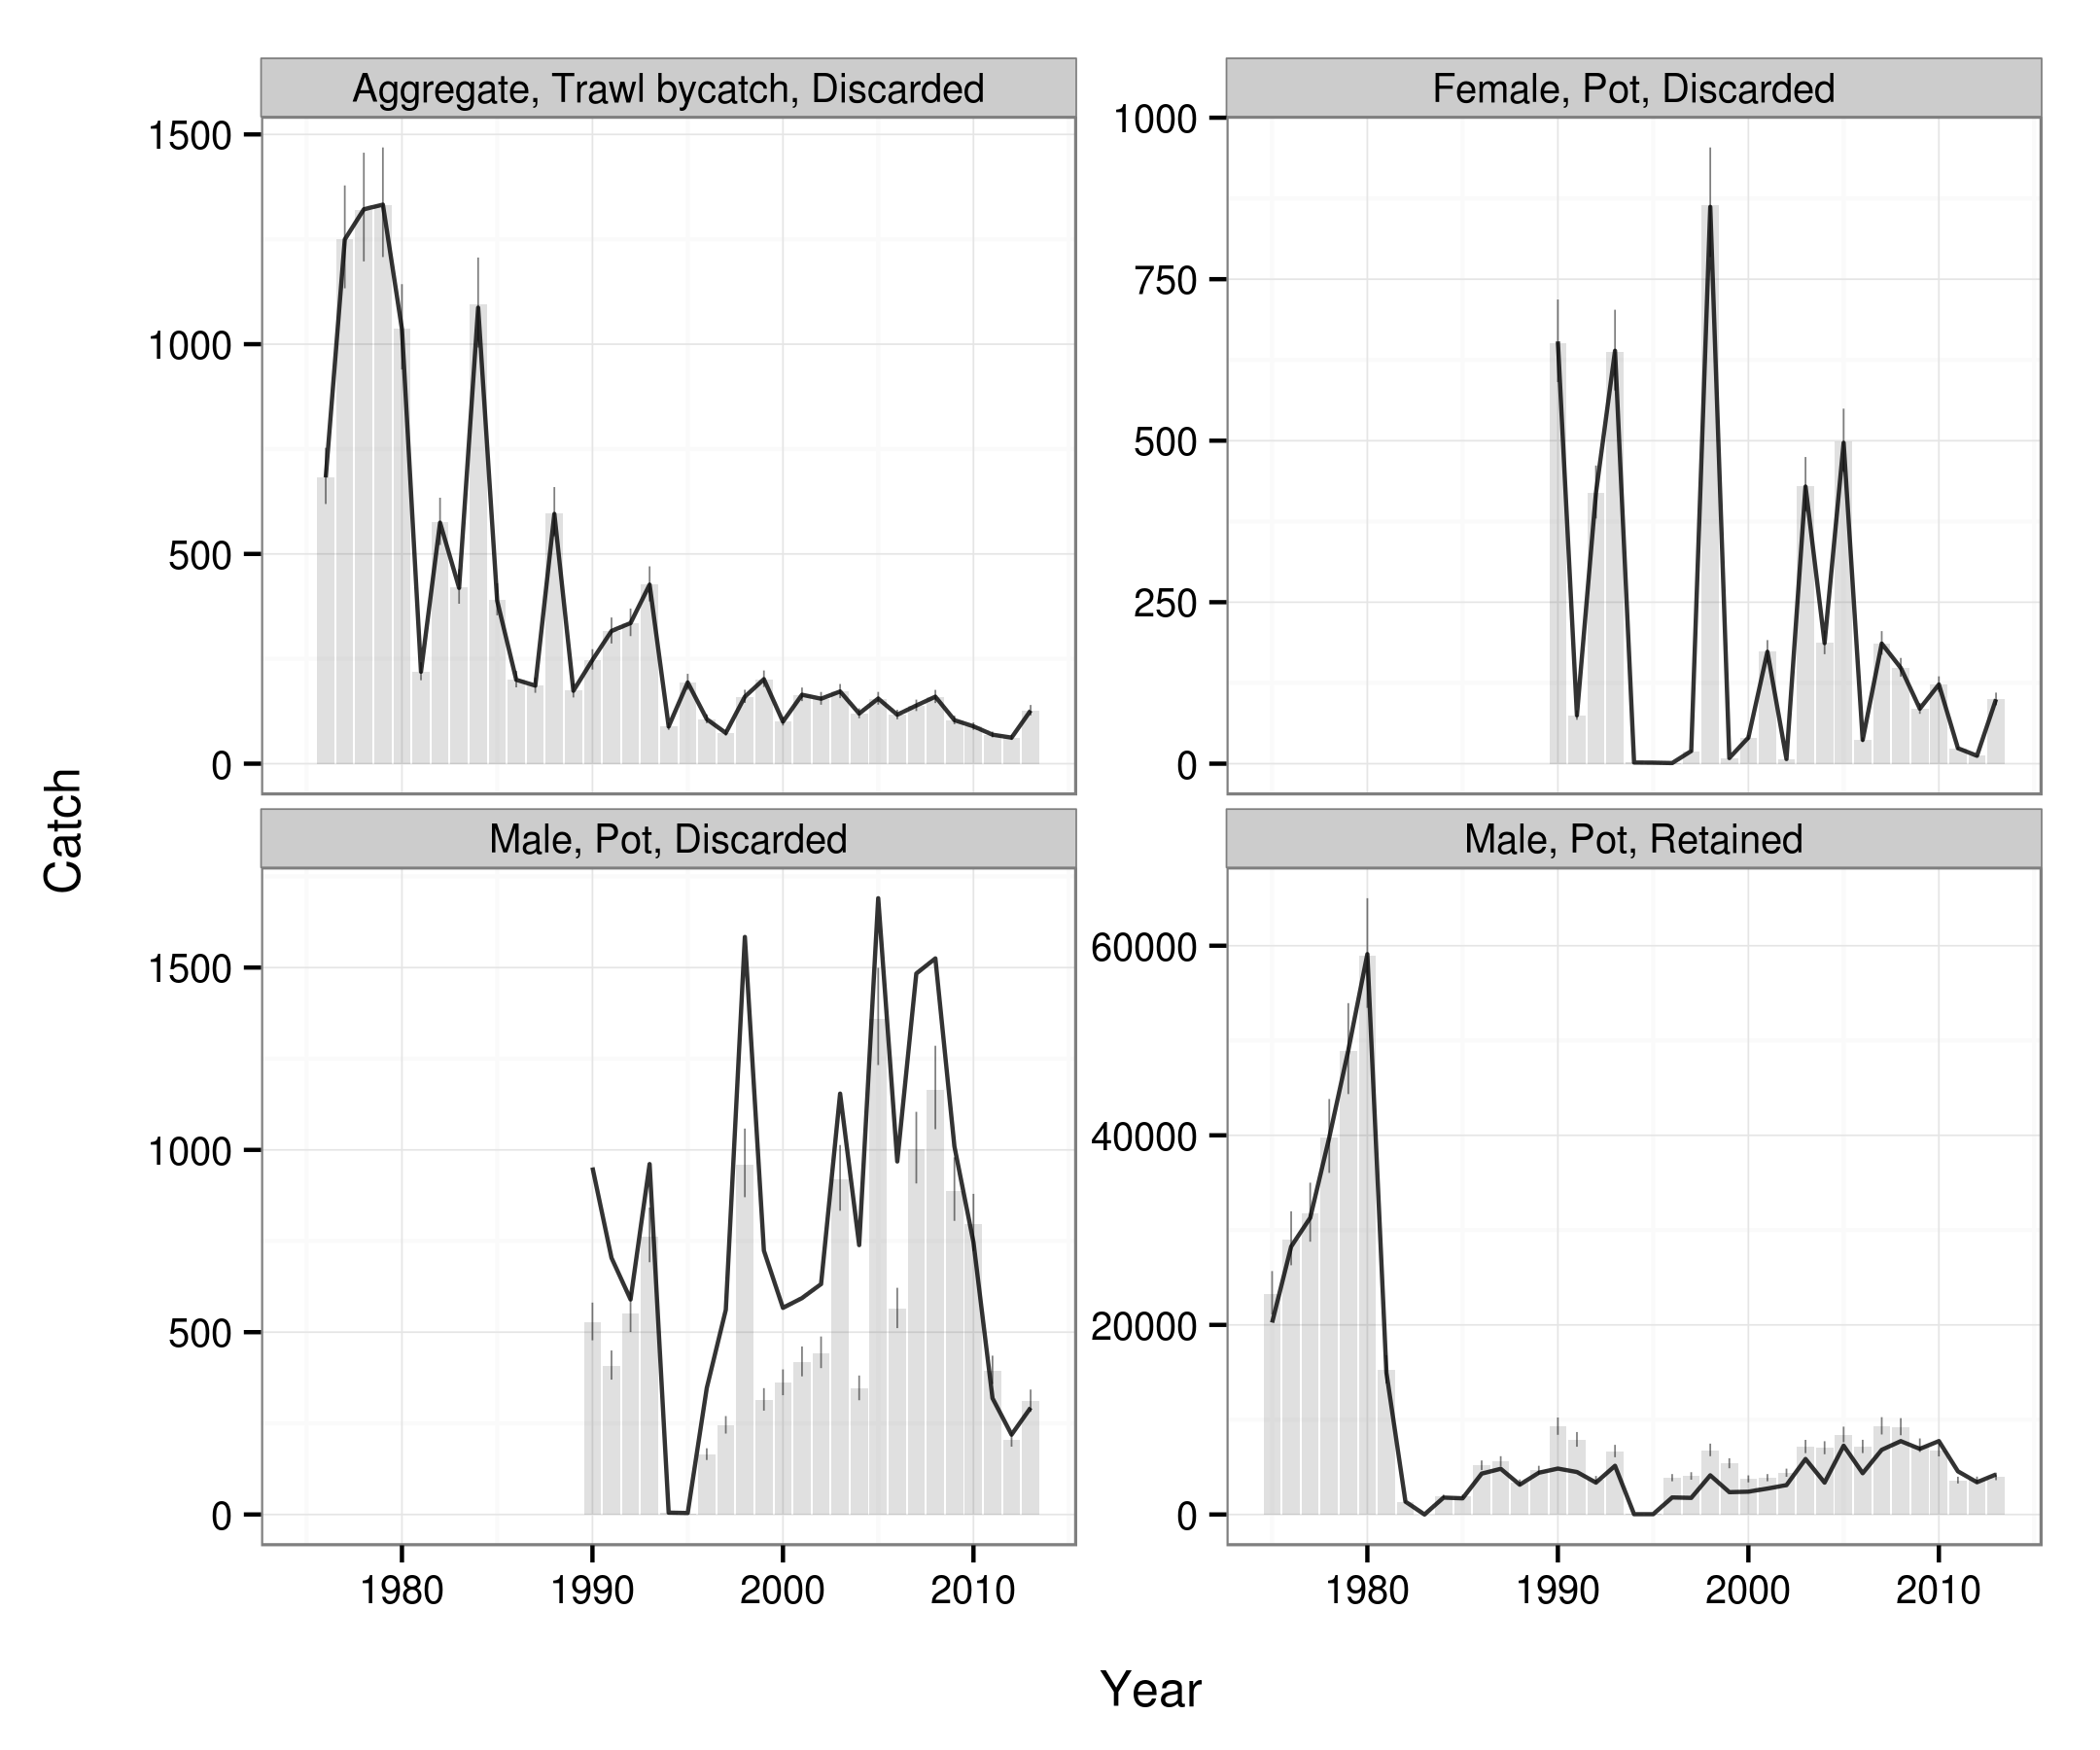 Aggregate, Trawl bycatch, Discarded
1500
1000
500
0
Female, Pot, Discarded
1000
750
500
250
0
Catch
Male, Pot, Discarded
1500
1000
500
0
1980 1990 2000 2010
Male, Pot, Retained
60000
40000
20000
0
1980 1990 2000 2010
Year